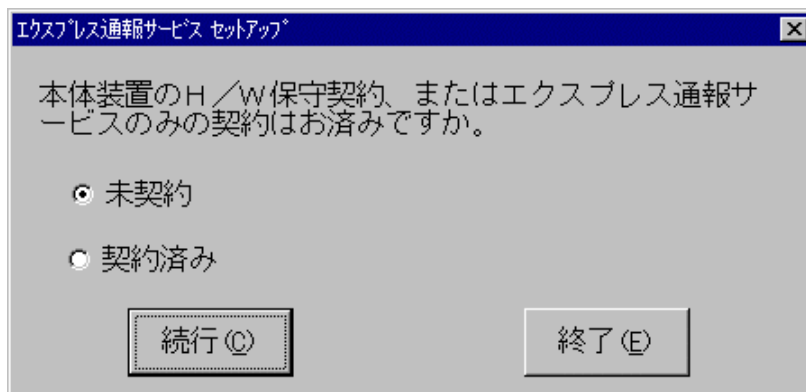 エクスプレス通報サービス セットアップ
本体装置のH/W保守契約、またはエクスプレス通報サ
ービスのみの契約はお済みですか。
未契約
契約済み
続行(C) 終了(E)